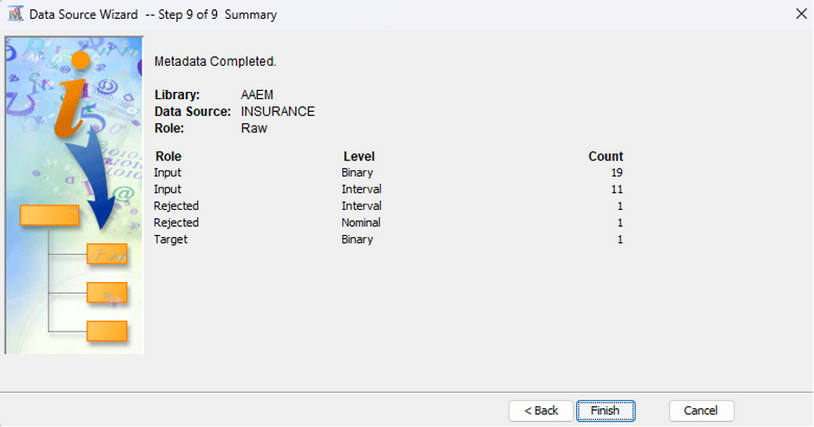 Data Source Wizard -- Step 9 of 9 Summary
Metadata Completed.
Library: AAEM
Data Source: INSURANCE
Role: Raw
Role Level Count
Input Binary 19
Input Interval 11
Rejected Interval 1
Rejected Nominal 1
Target Binary 1
< Back Finish Cancel